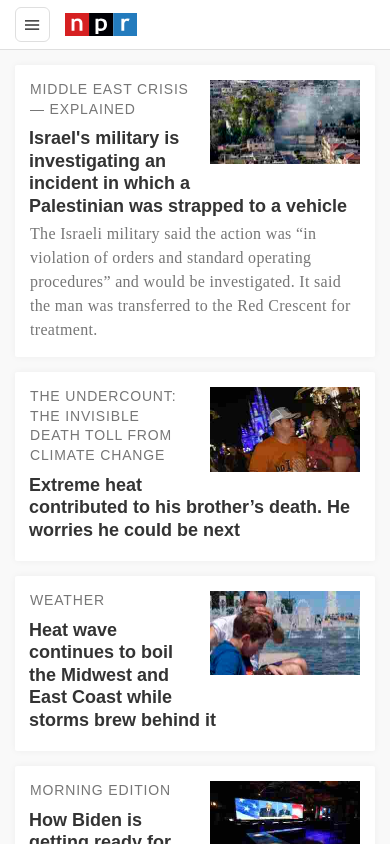 npr
MIDDLE EAST CRISIS
— EXPLAINED
Israel's military is
investigating an
incident in which a
Palestinian was strapped to a vehicle
The Israeli military said the action was “in
violation of orders and standard operating
procedures” and would be investigated. It said
the man was transferred to the Red Crescent for
treatment.
THE UNDERCOUNT:
THE INVISIBLE
DEATH TOLL FROM
CLIMATE CHANGE
Extreme heat
contributed to his brother’s death. He
worries he could be next
WEATHER
Heat wave
continues to boil
the Midwest and
East Coast while
storms brew behind it
MORNING EDITION
How Biden is
getting ready for